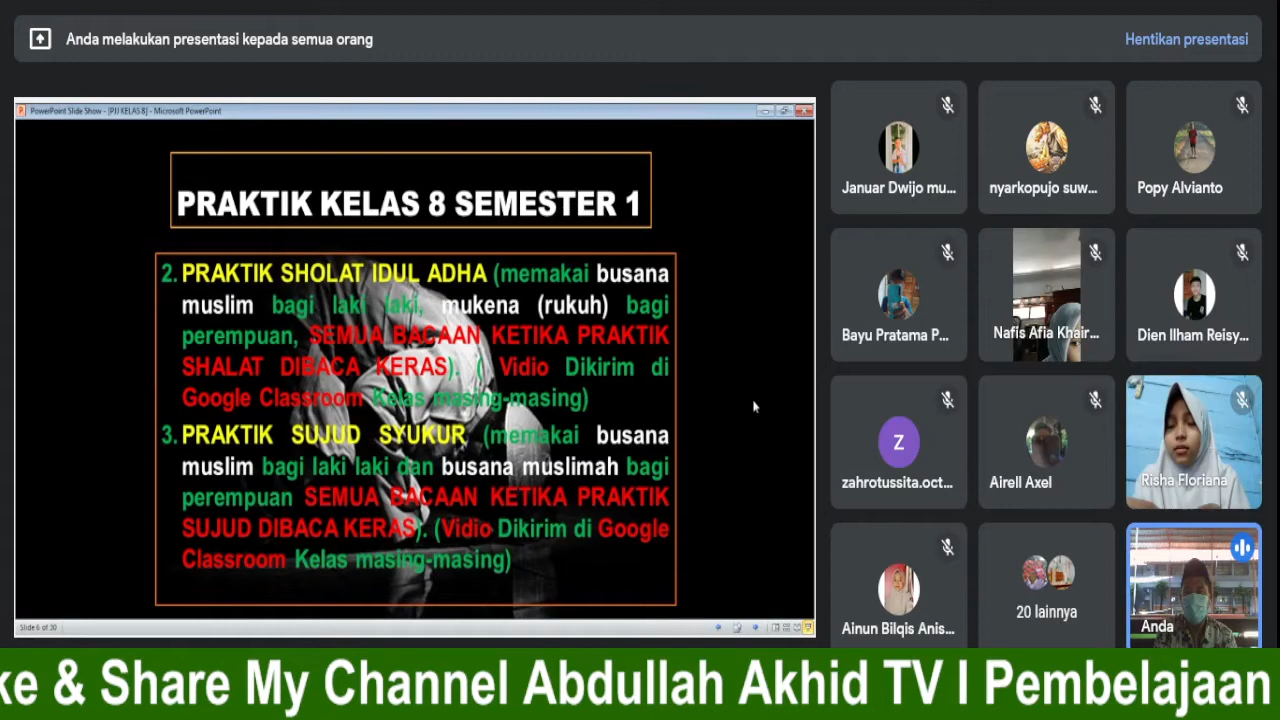 Anda melakukan presentasi kepada semua orang
Hentikan presentasi
PowerPoint Slide Show - [PJJ KELAS 8] - Microsoft PowerPoint
PRAKTIK KELAS 8 SEMESTER 1
2. PRAKTIK SHOLAT IDUL ADHA (memakai busana
muslim bagi laki laki, mukena (rukuh) bagi
perempuan, SEMUA BACAAN KETIKA PRAKTIK
SHALAT DIBACA KERAS). ( Vidio Dikirim di
Google Classroom Kelas masing-masing)
3. PRAKTIK SUJUD SYUKUR (memakai busana
muslim bagi laki laki dan busana muslimah bagi
perempuan SEMUA BACAAN KETIKA PRAKTIK
SUJUD DIBACA KERAS). (Vidio Dikirim di Google
Classroom Kelas masing-masing)
Slide 6 of 30
Januar Dwijo mu...
nyarkopujo suw...
Popy Alvianto
Bayu Pratama P...
Nafis Afia Khair...
Dien Ilham Reisy...
Z
zahrotussita.oct...
Airell Axel
Risha Floriana
Ainun Bilqis Anis...
20 lainnya
Anda
ke & Share My Channel Abdullah Akhid TV I Pembelajaan